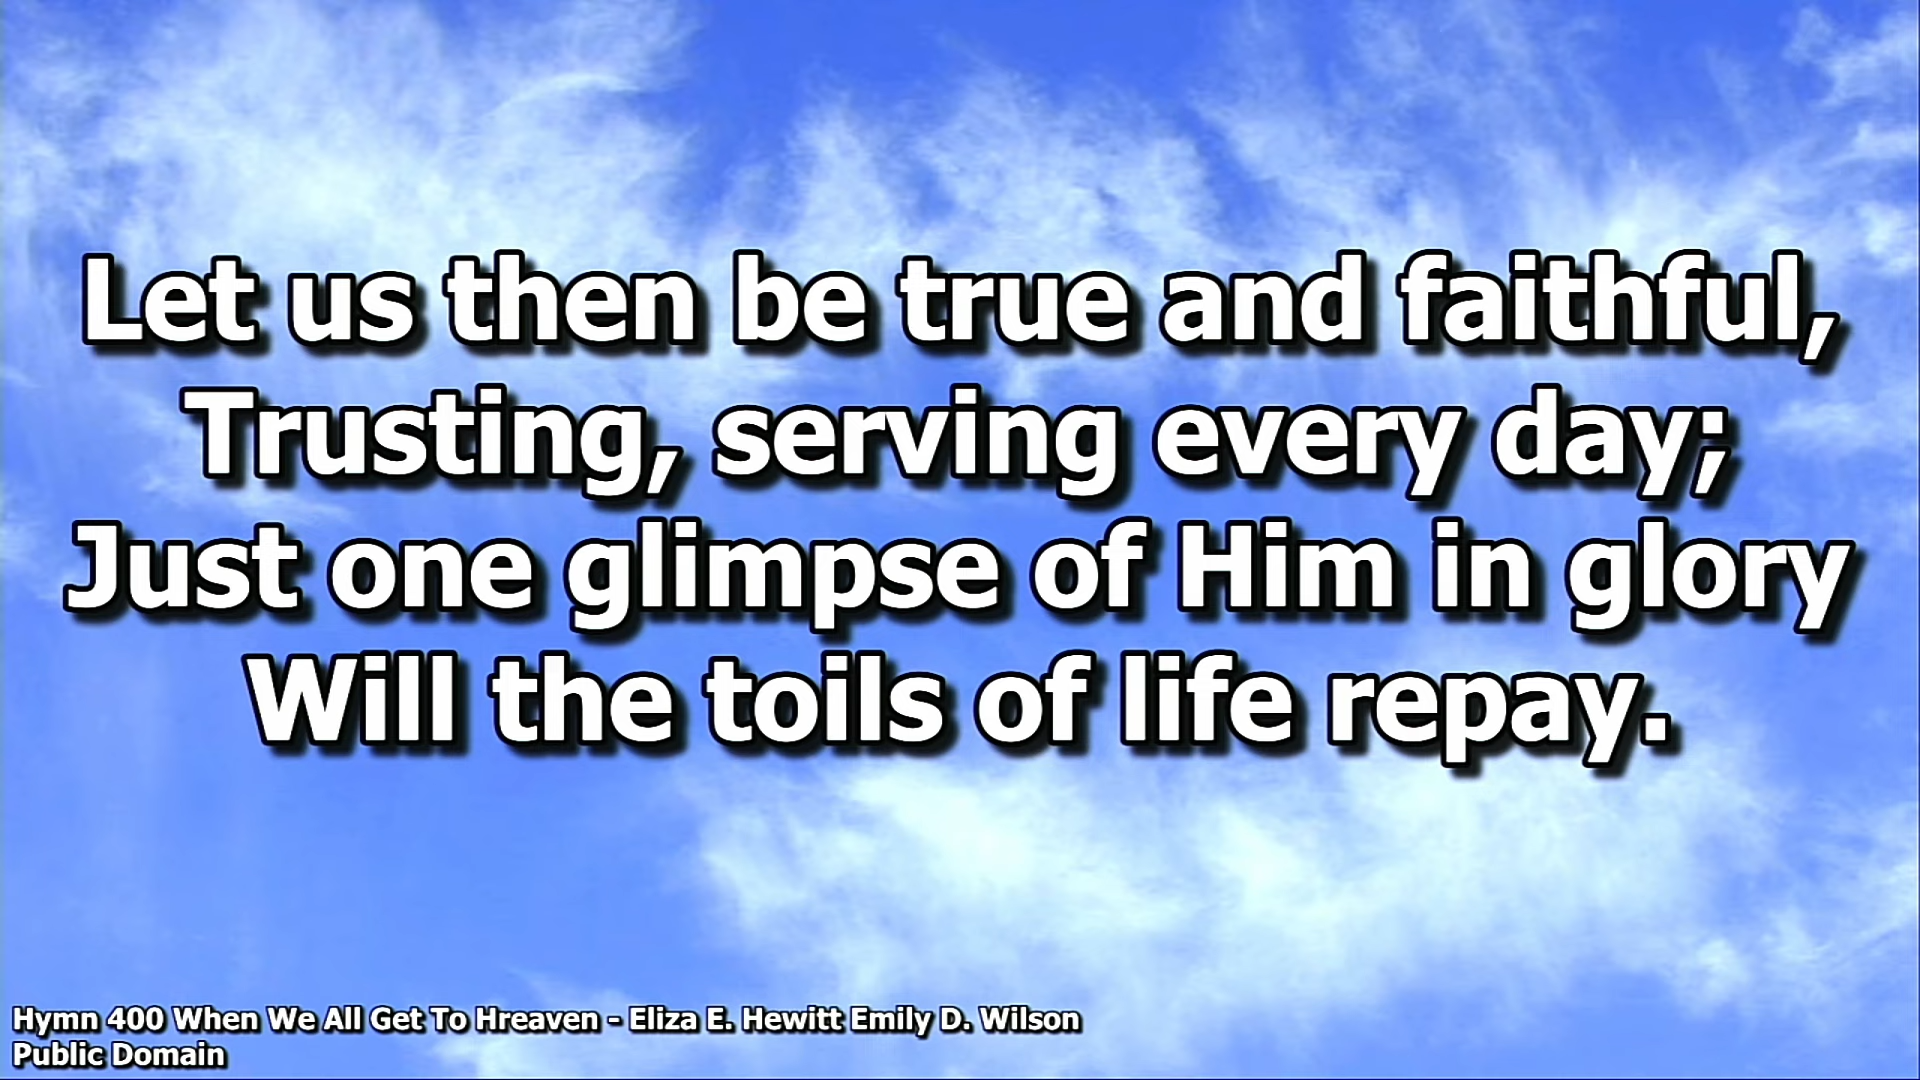 Let us then be true and faithful,
Trusting, serving every day;
Just one glimpse of Him in glory
Will the toils of life repay.
Hymn 400 When We All Get To Hreaven - Eliza E. Hewitt Emily D. Wilson
Public Domain